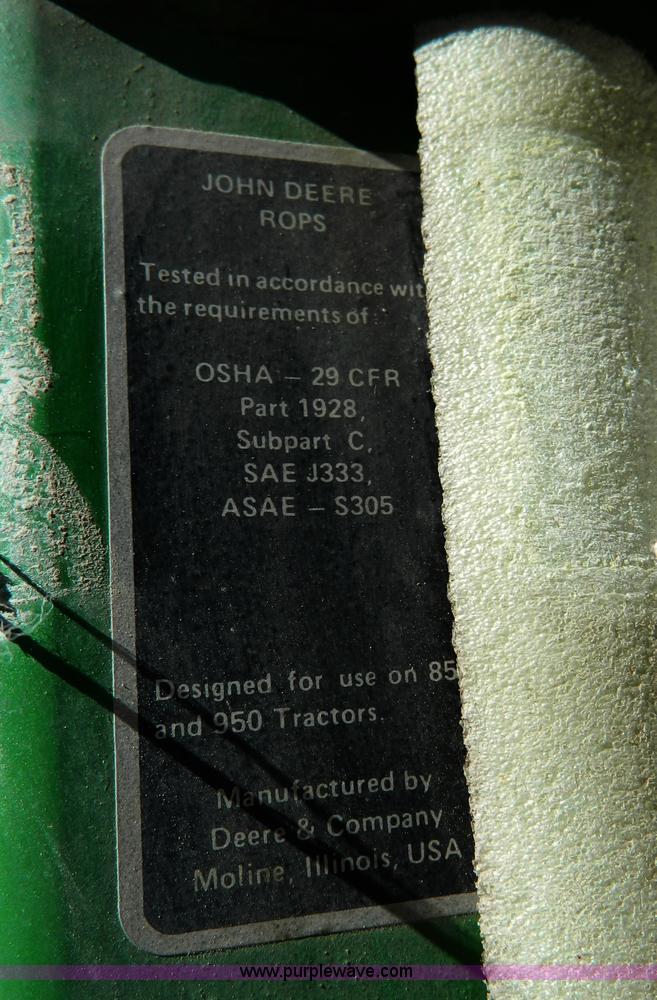 JOHN DEERE
ROPS
Tested in accordance wit
the requirements of:
OSHA – 29 CFR
Part 1928,
Subpart C,
SAE J333,
ASAE – S305
Designed for use on 85
and 950 Tractors.
Manufactured by
Deere & Company
Moline, Illinois, USA
www.purplewave.com